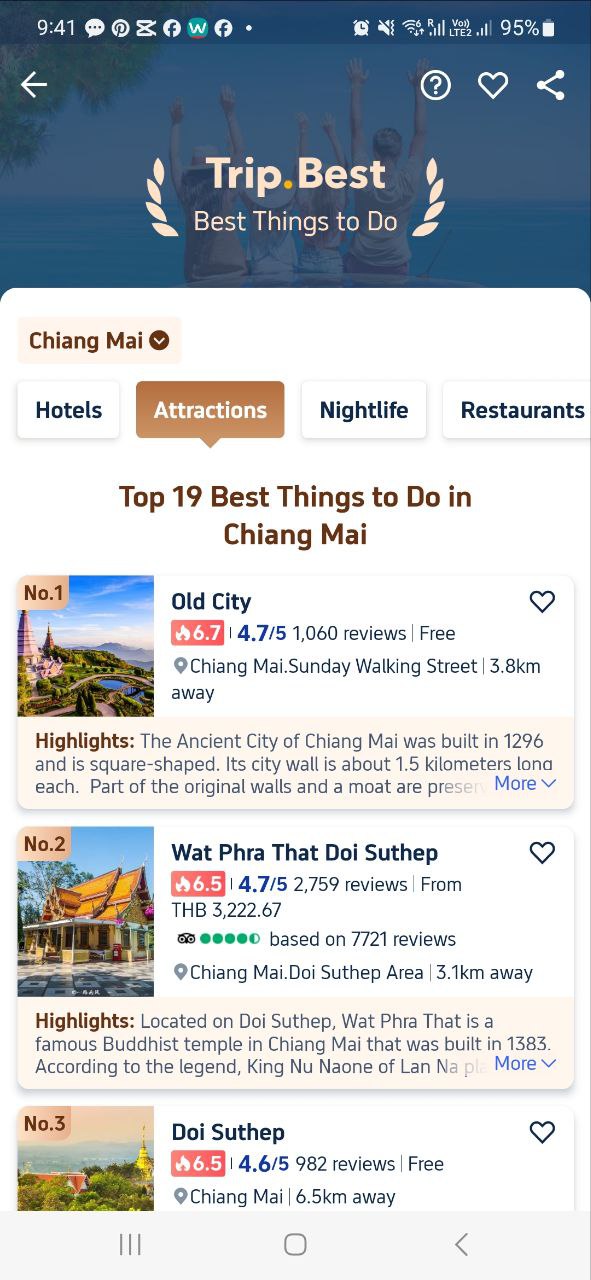 9:41
R
Vo))
LTE2
95%
Trip.Best
Best Things to Do
Chiang Mai
Hotels
Attractions
Nightlife
Restaurants
Top 19 Best Things to Do in
Chiang Mai
No.1
Old City
6.7 4.7/5 1,060 reviews | Free
Chiang Mai.Sunday Walking Street | 3.8km
away
Highlights: The Ancient City of Chiang Mai was built in 1296
and is square-shaped. Its city wall is about 1.5 kilometers long
each. Part of the original walls and a moat are preserv
More
No.2
Wat Phra That Doi Suthep
6.5 4.7/5 2,759 reviews | From
THB 3,222.67
based on 7721 reviews
Chiang Mai.Doi Suthep Area | 3.1km away
Highlights: Located on Doi Suthep, Wat Phra That is a
famous Buddhist temple in Chiang Mai that was built in 1383.
According to the legend, King Nu Naone of Lan Na pla
More
No.3
Doi Suthep
6.5 4.6/5 982 reviews | Free
Chiang Mai | 6.5km away